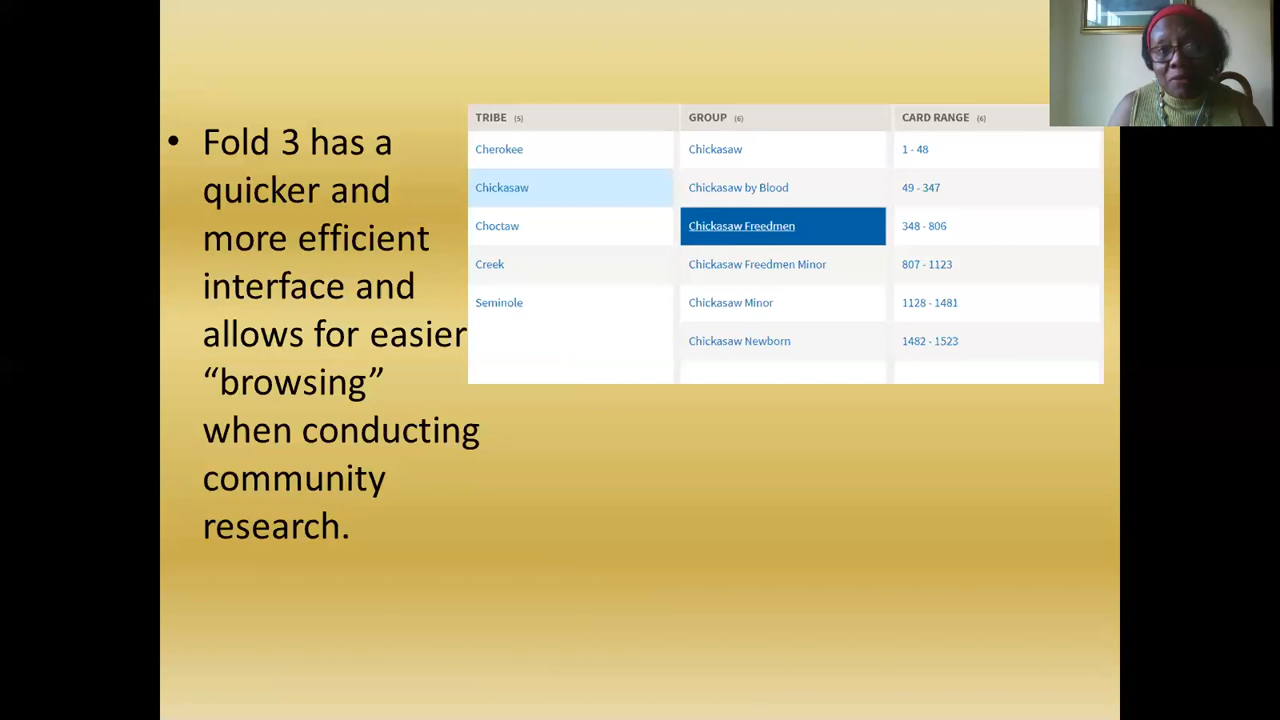 • Fold 3 has a
quicker and
more efficient
interface and
allows for easier
“browsing”
when conducting
community
research.
TRIBE (5) GROUP (6) CARD RANGE (6)
Cherokee Chickasaw 1 - 48
Chickasaw Chickasaw by Blood 49 - 347
Choctaw Chickasaw Freedmen 348 - 806
Creek Chickasaw Freedmen Minor 807 - 1123
Seminole Chickasaw Minor 1128 - 1481
Chickasaw Newborn 1482 - 1523